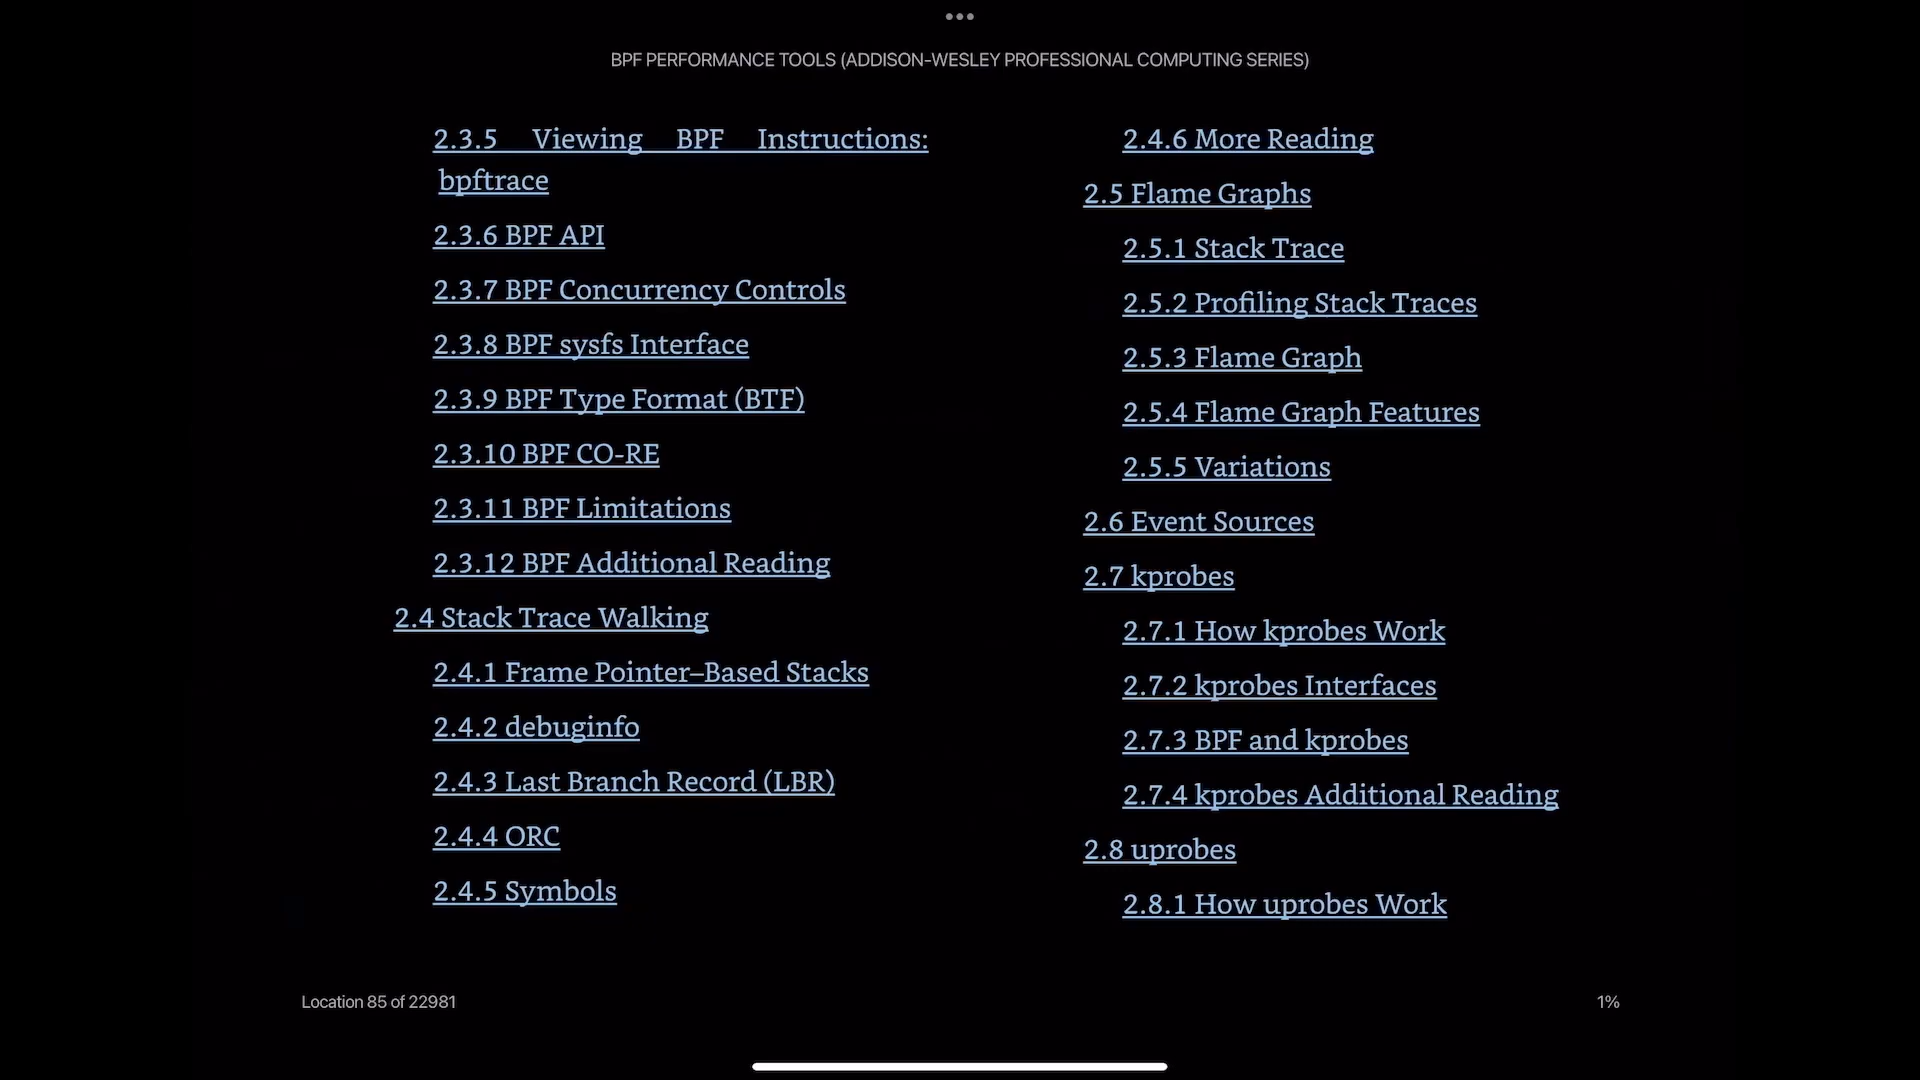 BPF PERFORMANCE TOOLS (ADDISON-WESLEY PROFESSIONAL COMPUTING SERIES)
2.3.5 Viewing BPF Instructions:
bpftrace
2.3.6 BPF API
2.3.7 BPF Concurrency Controls
2.3.8 BPF sysfs Interface
2.3.9 BPF Type Format (BTF)
2.3.10 BPF CO-RE
2.3.11 BPF Limitations
2.3.12 BPF Additional Reading
2.4 Stack Trace Walking
2.4.1 Frame Pointer–Based Stacks
2.4.2 debuginfo
2.4.3 Last Branch Record (LBR)
2.4.4 ORC
2.4.5 Symbols
2.4.6 More Reading
2.5 Flame Graphs
2.5.1 Stack Trace
2.5.2 Profiling Stack Traces
2.5.3 Flame Graph
2.5.4 Flame Graph Features
2.5.5 Variations
2.6 Event Sources
2.7 kprobes
2.7.1 How kprobes Work
2.7.2 kprobes Interfaces
2.7.3 BPF and kprobes
2.7.4 kprobes Additional Reading
2.8 uprobes
2.8.1 How uprobes Work
Location 85 of 22981
1%